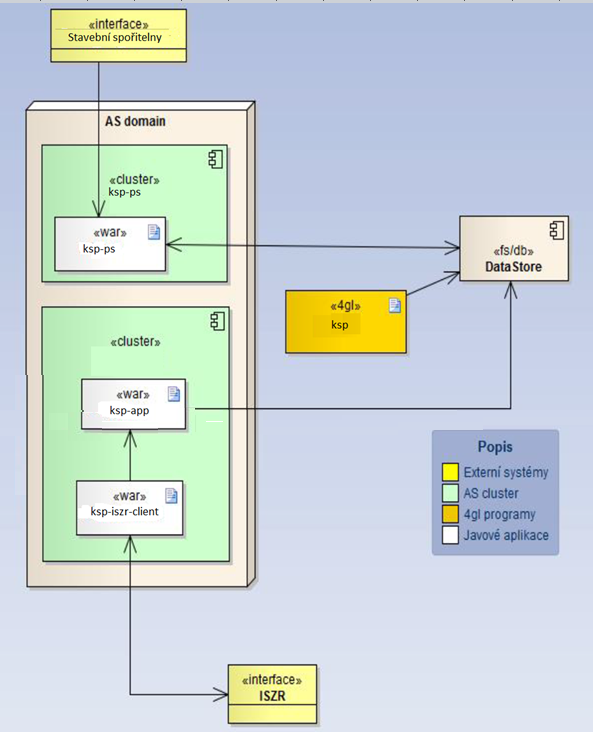 «interface»
Stavební spořitelny
AS domain
«cluster»
ksp-ps
«war»
ksp-ps
«fs/db»
DataStore
«4gl»
ksp
«cluster»
«war»
ksp-app
«war»
ksp-iszr-client
Popis
Externí systémy
AS cluster
4gl programy
Javové aplikace
«interface»
ISZR